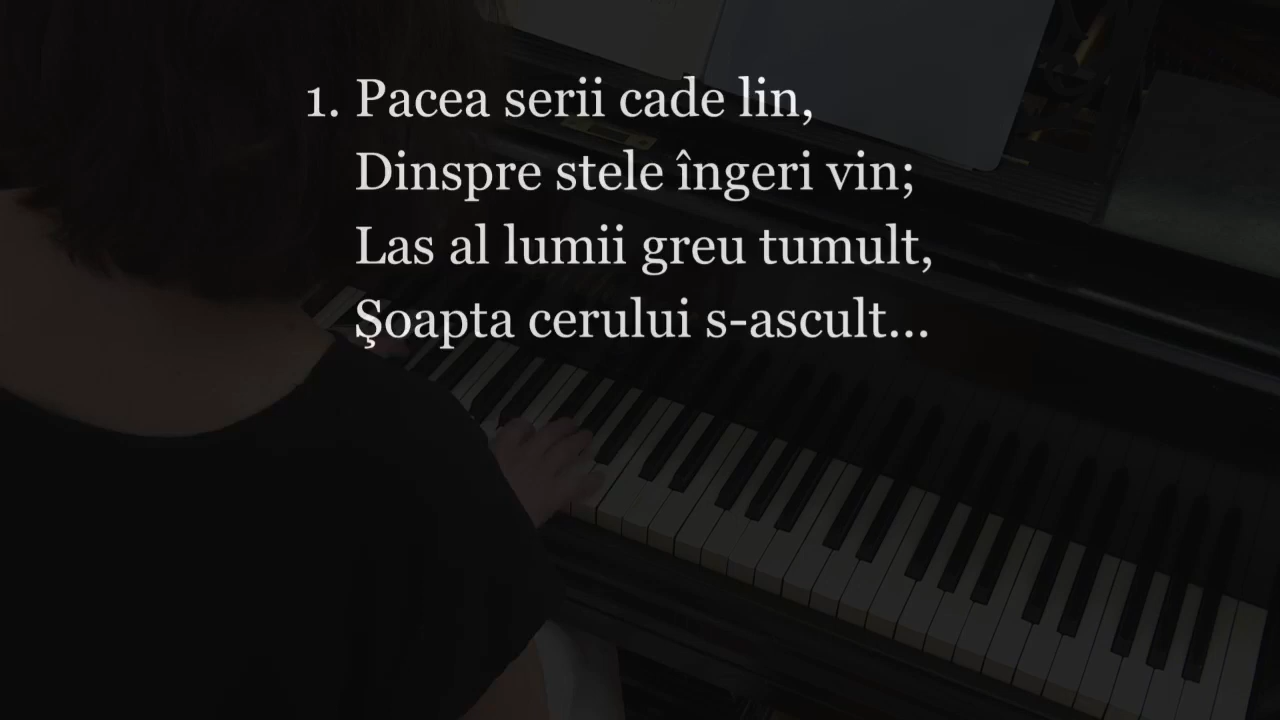 1. Pacea serii cade lin,
Dinspre stele îngeri vin;
Las al lumii greu tumult,
Şoapta cerului s-ascult...